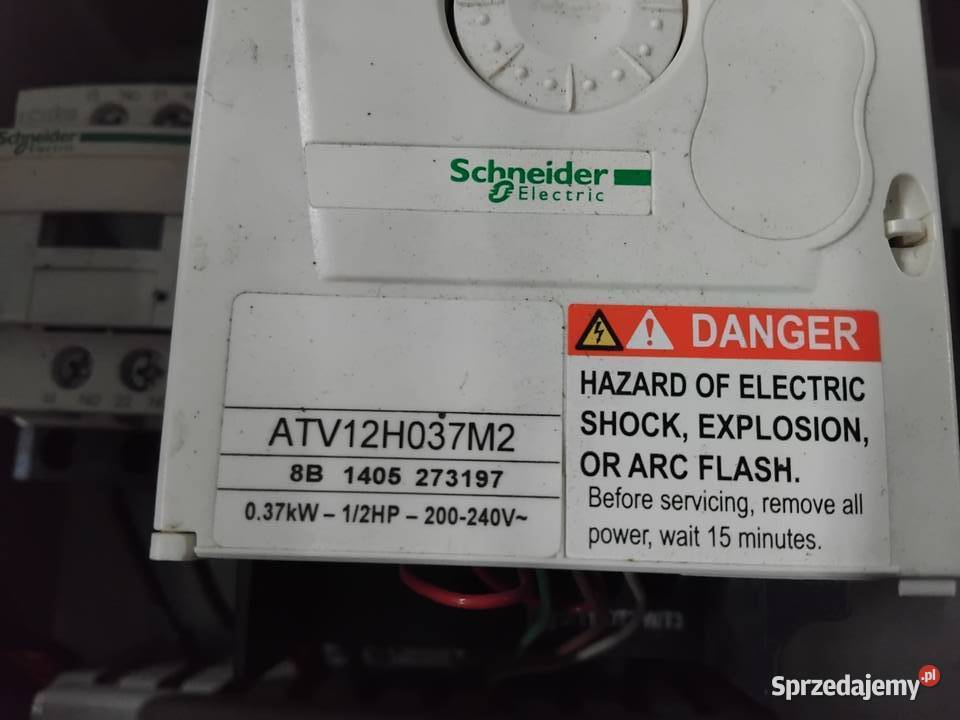 Schneider
Electric
Schneider
Electric
DANGER
HAZARD OF ELECTRIC
SHOCK, EXPLOSION,
OR ARC FLASH.
Before servicing, remove all
power, wait 15 minutes.
ATV12H037M2
8B 1405 273197
0.37kW – 1/2HP – 200-240V~
Sprzedajemy.pl